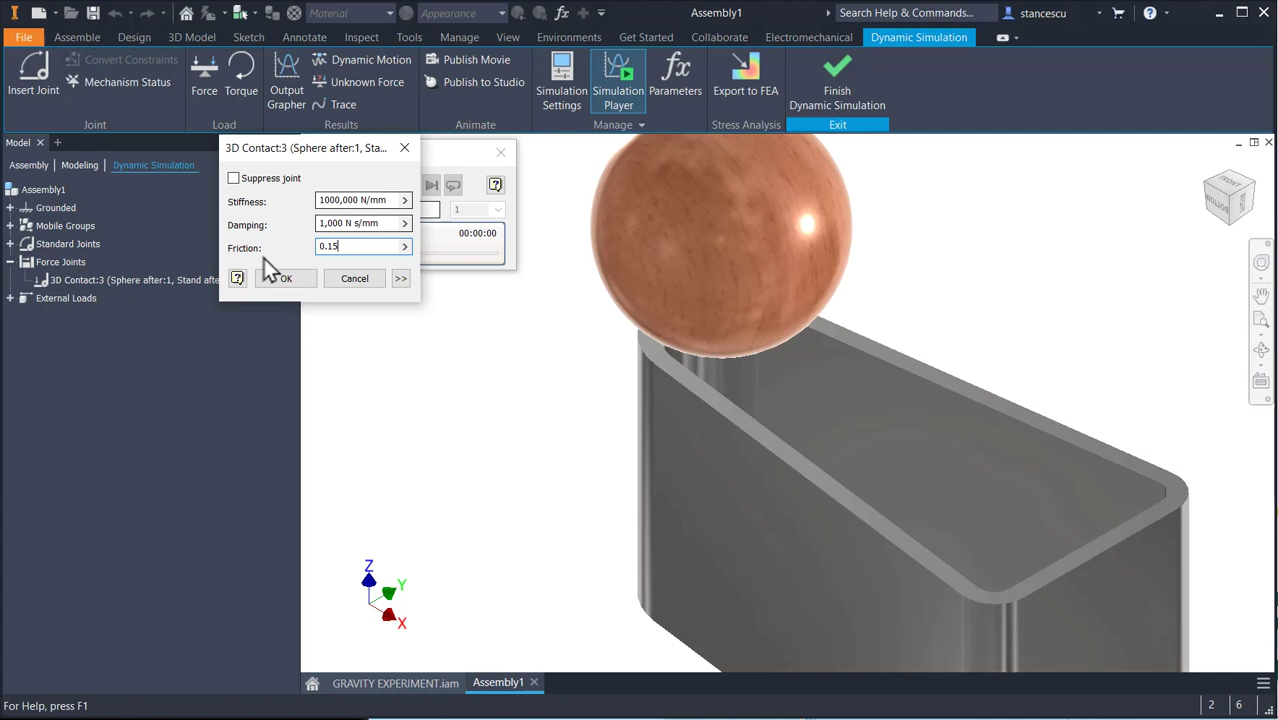 Material
Appearance
fx
Assembly1
Search Help & Commands...
stancescu
File
Assemble
Design
3D Model
Sketch
Annotate
Inspect
Tools
Manage
View
Environments
Get Started
Collaborate
Electromechanical
Dynamic Simulation
Insert Joint
Convert Constraints
Mechanism Status
Force
Torque
Output
Grapher
Dynamic Motion
Unknown Force
Trace
Publish Movie
Publish to Studio
Simulation
Settings
Simulation
Player
fx
Parameters
Export to FEA
Finish
Dynamic Simulation
Joint
Load
Results
Animate
Manage
Stress Analysis
Exit
Model
Assembly
Modeling
Dynamic Simulation
Assembly1
Grounded
Mobile Groups
Standard Joints
Force Joints
3D Contact:3 (Sphere after:1, Stand afte
External Loads
3D Contact:3 (Sphere after:1, Sta...
Suppress joint
Stiffness: 1000,000 N/mm
Damping: 1,000 N s/mm
Friction: 0.15
OK
Cancel
>>
1
00:00:00
FRONT
BOTTOM
Z
Y
X
GRAVITY EXPERIMENT.iam
Assembly1
For Help, press F1
2
6